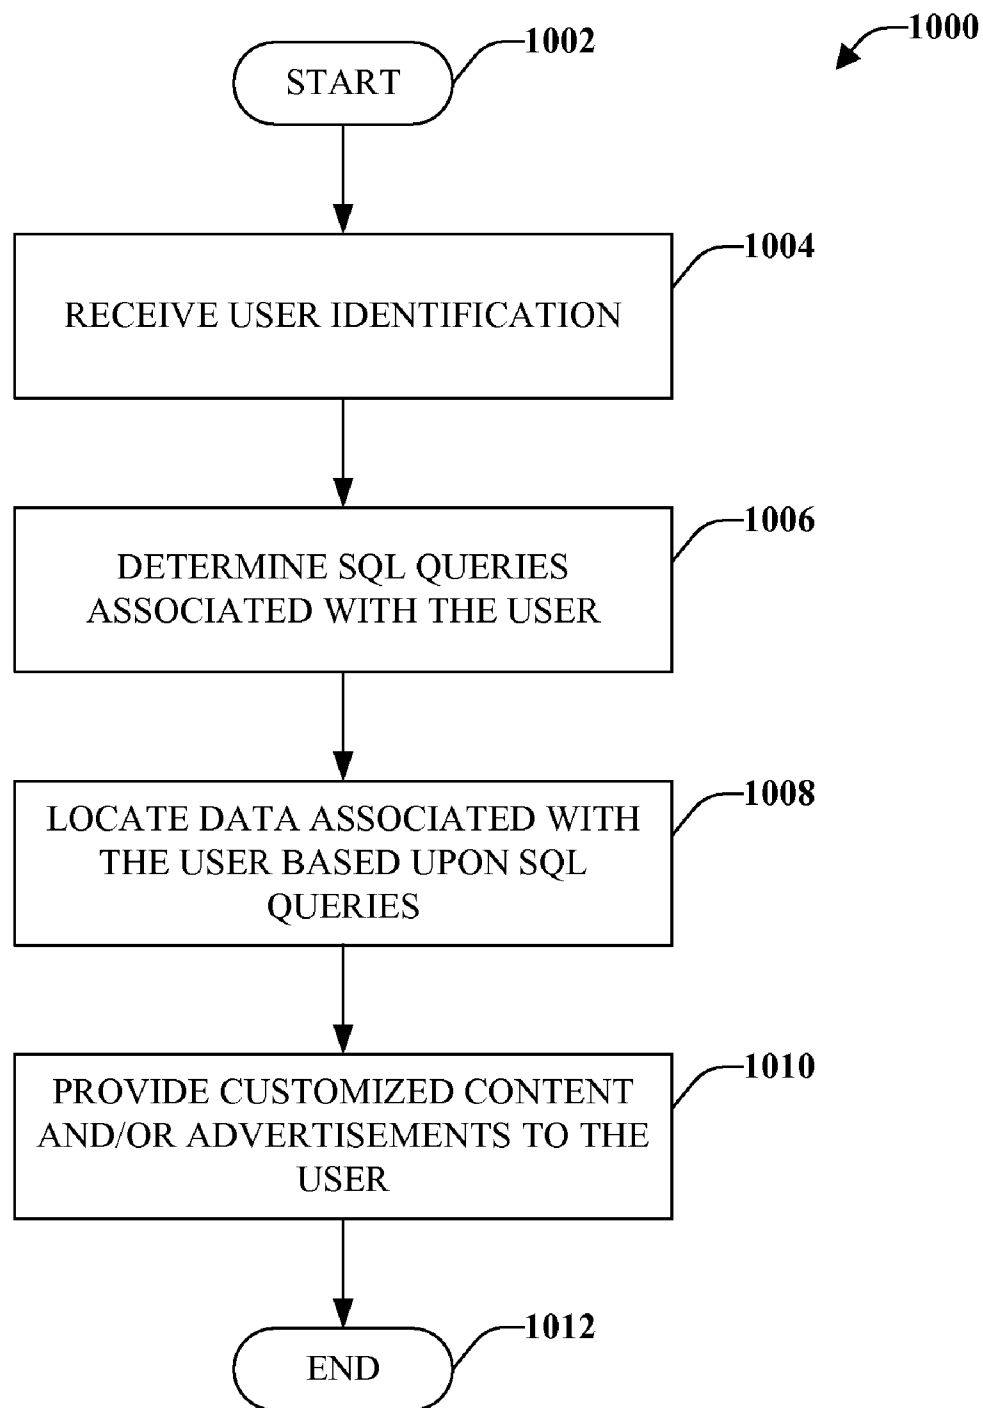 1000
START
1002
RECEIVE USER IDENTIFICATION
1004
DETERMINE SQL QUERIES
ASSOCIATED WITH THE USER
1006
LOCATE DATA ASSOCIATED WITH
THE USER BASED UPON SQL
QUERIES
1008
PROVIDE CUSTOMIZED CONTENT
AND/OR ADVERTISEMENTS TO THE
USER
1010
END
1012